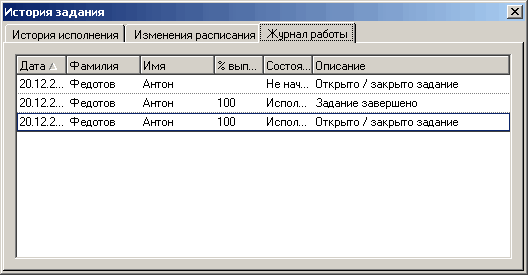 История задания
История исполнения Изменения расписания Журнал работы
Дата Фамилия Имя % вып... Состоя... Описание
20.12.2... Федотов Антон Не нач... Открыто / закрыто задание
20.12.2... Федотов Антон 100 Испол... Задание завершено
20.12.2... Федотов Антон 100 Испол... Открыто / закрыто задание